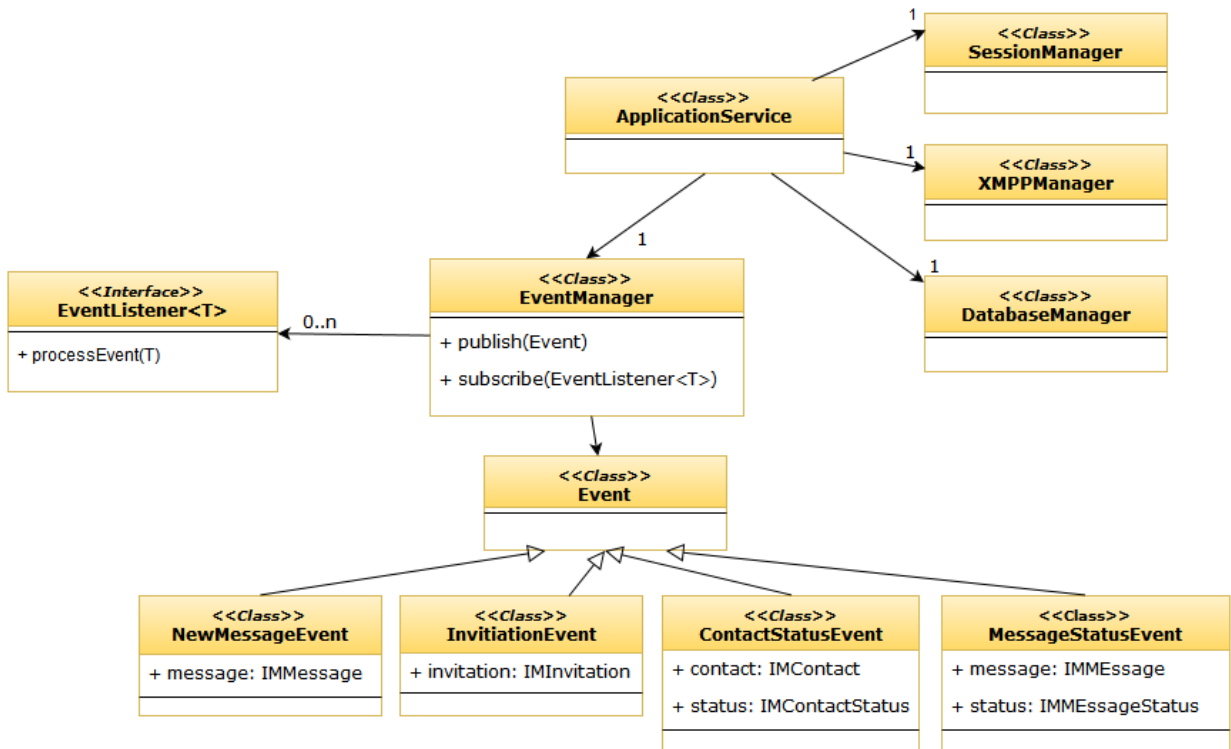 1
<<Class>>
SessionManager
<<Class>>
ApplicationService
1
<<Class>>
XMPPManager
1
1
<<Class>>
EventManager
+ publish(Event)
+ subscribe(EventListener<T>)
<<Class>>
DatabaseManager
<<Interface>>
EventListener<T>
+ processEvent(T)
0..n
<<Class>>
Event
<<Class>>
NewMessageEvent
+ message: IMMessage
<<Class>>
InvitiationEvent
+ invitation: IMInvitation
<<Class>>
ContactStatusEvent
+ contact: IMContact
+ status: IMContactStatus
<<Class>>
MessageStatusEvent
+ message: IMMEssage
+ status: IMMEssageStatus